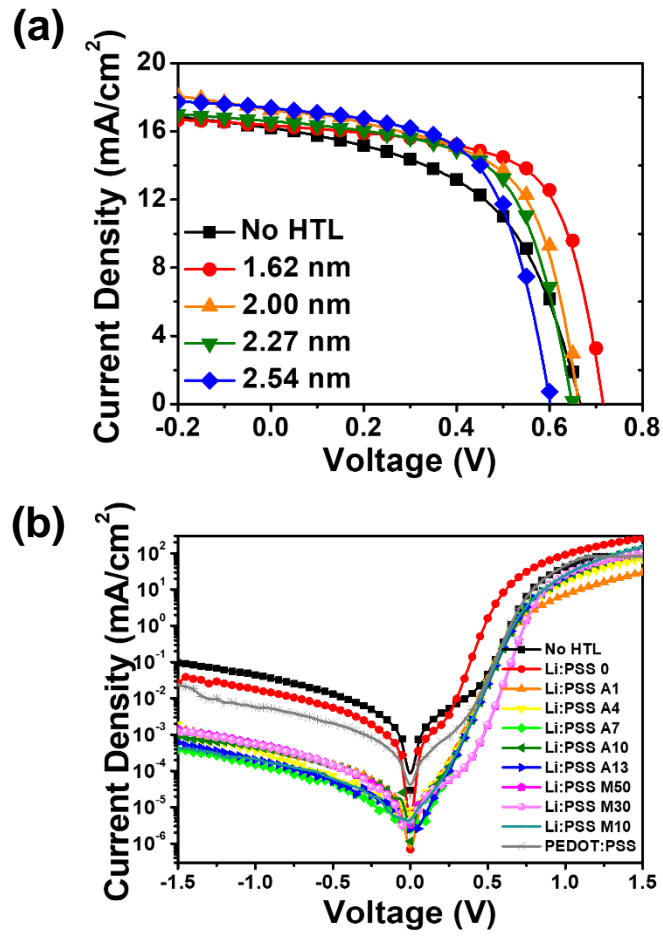 (a)
Current Density (mA/cm²)
20
16
12
8
4
0
No HTL
1.62 nm
2.00 nm
2.27 nm
2.54 nm
-0.2 0.0 0.2 0.4 0.6 0.8
Voltage (V)
(b)
Current Density (mA/cm²)
10²
10¹
10⁰
10⁻¹
10⁻²
10⁻³
10⁻⁴
10⁻⁵
10⁻⁶
No HTL
Li:PSS 0
Li:PSS A1
Li:PSS A4
Li:PSS A7
Li:PSS A10
Li:PSS A13
Li:PSS M50
Li:PSS M30
Li:PSS M10
PEDOT:PSS
-1.5 -1.0 -0.5 0.0 0.5 1.0 1.5
Voltage (V)